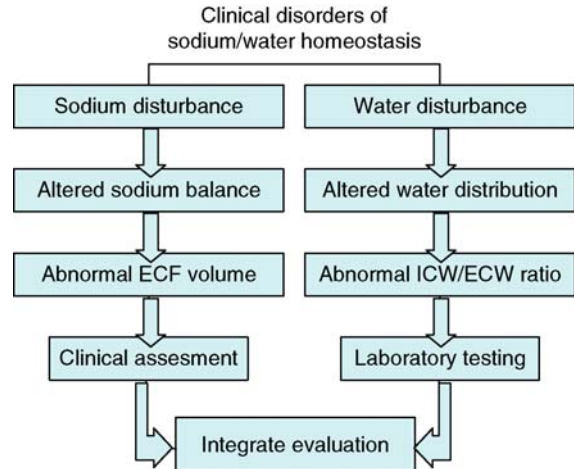 Clinical disorders of
sodium/water homeostasis
Sodium disturbance
Water disturbance
Altered sodium balance
Altered water distribution
Abnormal ECF volume
Abnormal ICW/ECW ratio
Clinical assesment
Laboratory testing
Integrate evaluation